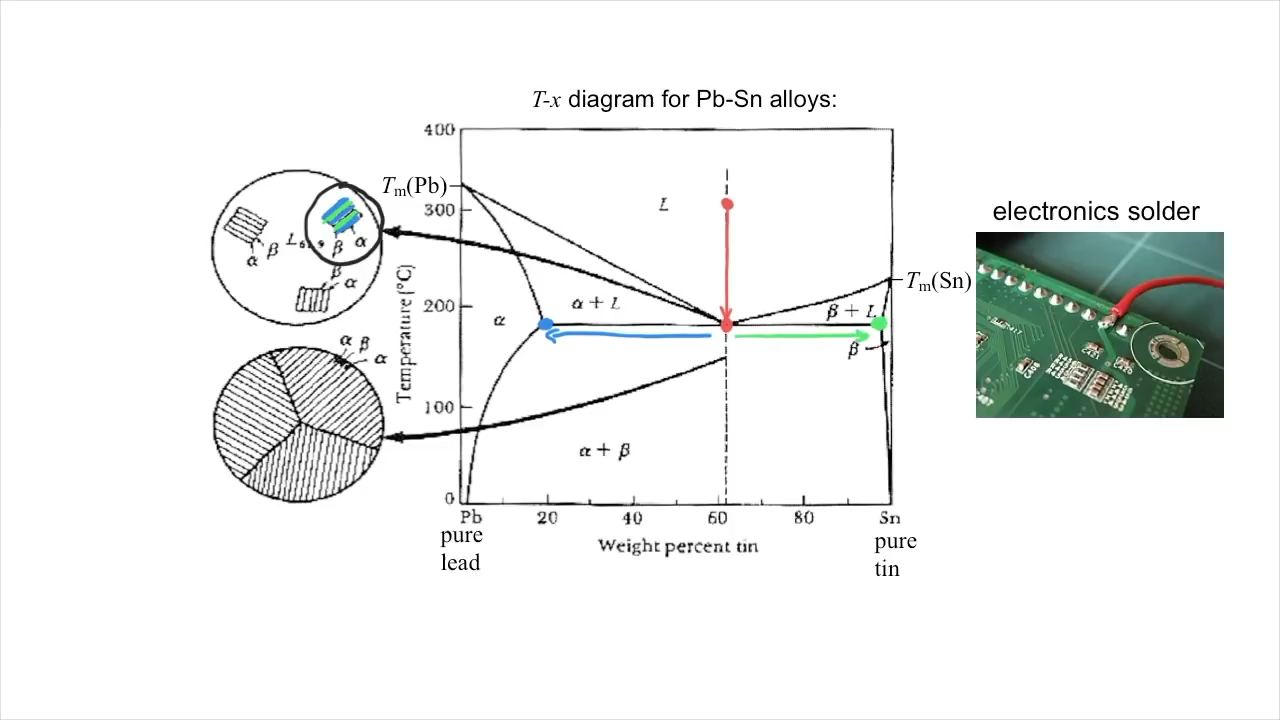 T-x diagram for Pb-Sn alloys:
400
Tm(Pb)
300
200
100
0
Temperature (°C)
L
α + L
α
β + L
β
α + β
Tm(Sn)
Pb
20
40
60
80
Sn
pure
lead
Weight percent tin
pure
tin
α
β
β
α
β
α
α
β
α
electronics solder